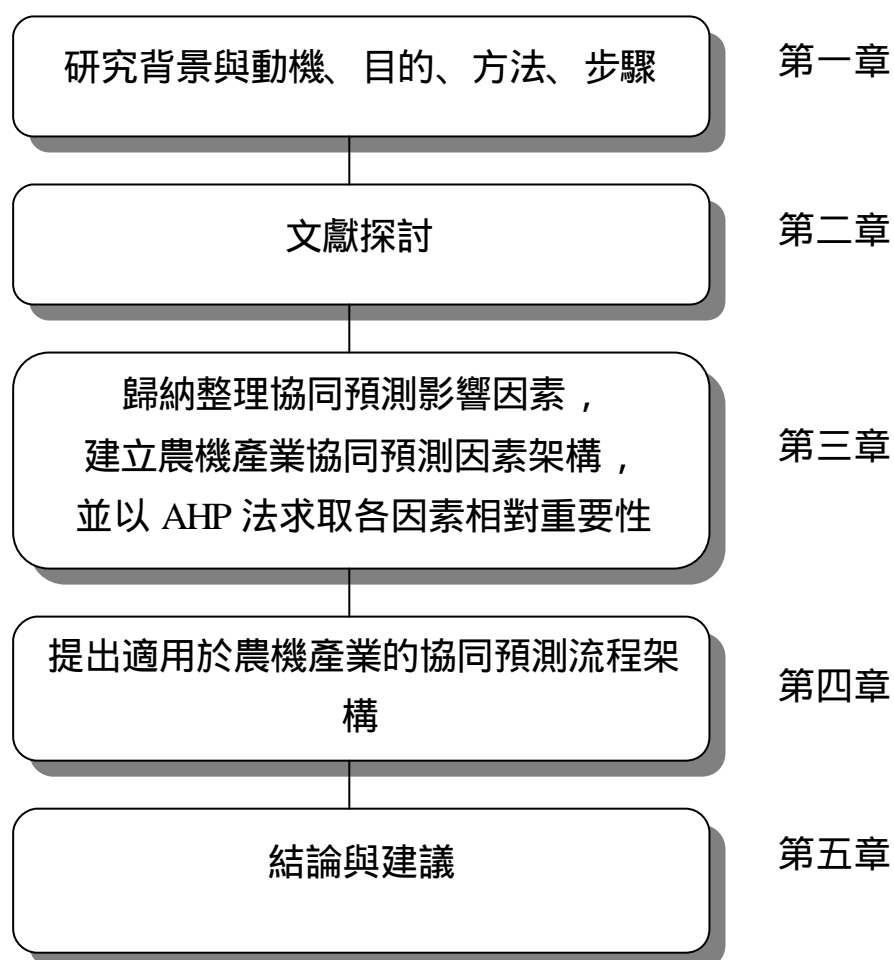 研究背景與動機、目的、方法、步驟
第一章
文獻探討
第二章
歸納整理協同預測影響因素，
建立農機產業協同預測因素架構，
並以 AHP 法求取各因素相對重要性
第三章
提出適用於農機產業的協同預測流程架
構
第四章
結論與建議
第五章